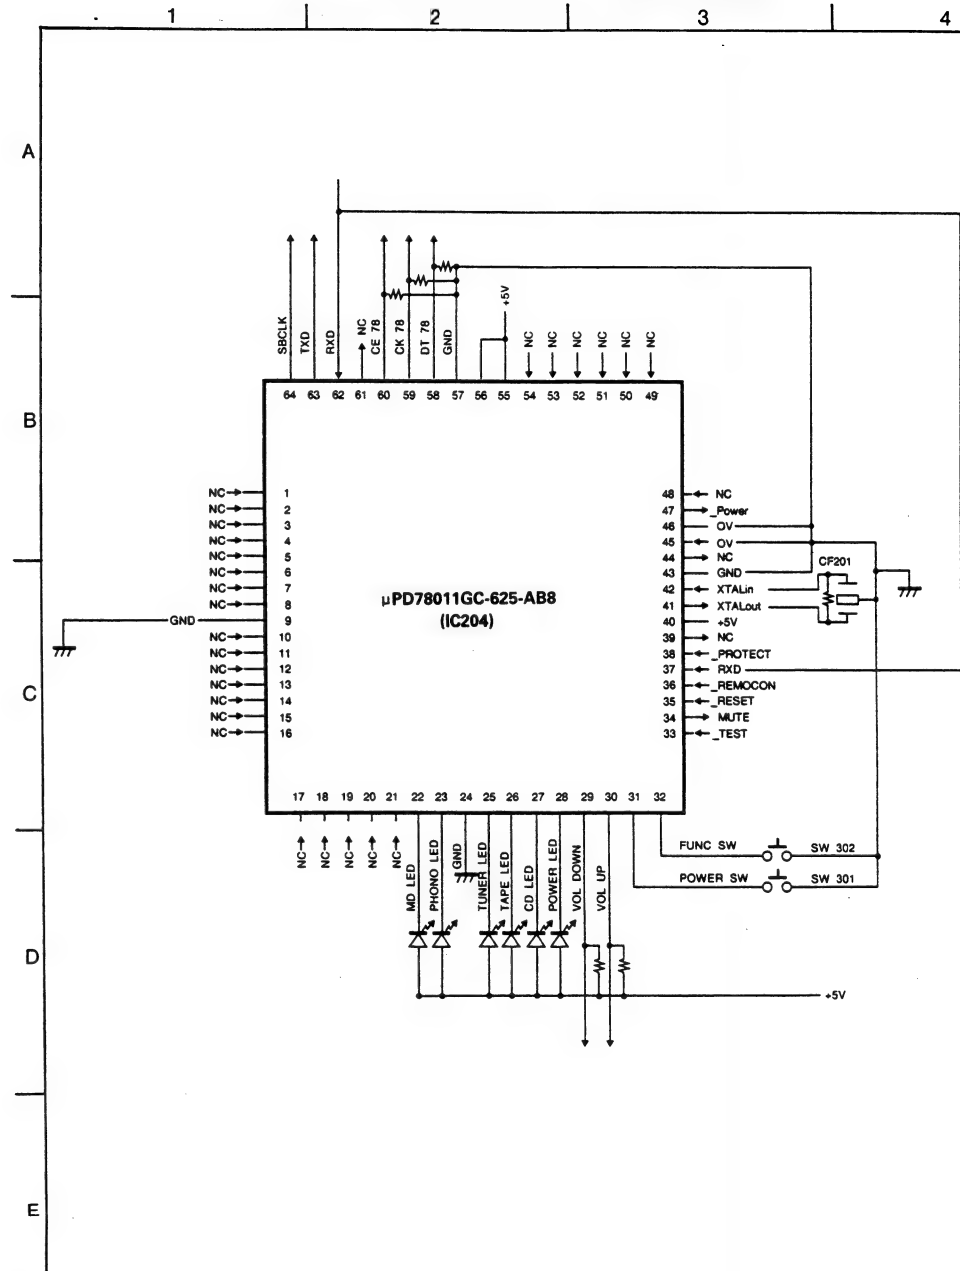 1 2 3 4
A
B
C
D
E
SBCLK
TXD
RXD
NC
CE 78
CK 78
DT 78
GND
+5V
NC
NC
NC
NC
NC
NC
64 63 62 61 60 59 58 57 56 55 54 53 52 51 50 49
NC 1
NC 2
NC 3
NC 4
NC 5
NC 6
NC 7
NC 8
GND 9
NC 10
NC 11
NC 12
NC 13
NC 14
NC 15
NC 16
μPD78011GC-625-AB8
(IC204)
48 NC
47 _Power
46 OV
45 OV
44 NC
43 GND
42 XTALin
41 XTALout
40 +5V
39 NC
38 _PROTECT
37 RXD
36 _REMOCON
35 _RESET
34 MUTE
33 _TEST
CF201
17 18 19 20 21 22 23 24 25 26 27 28 29 30 31 32
NC
NC
NC
NC
NC
MD LED
PHONO LED
GND
TUNER LED
TAPE LED
CD LED
POWER LED
VOL DOWN
VOL UP
FUNC SW SW 302
POWER SW SW 301
+5V